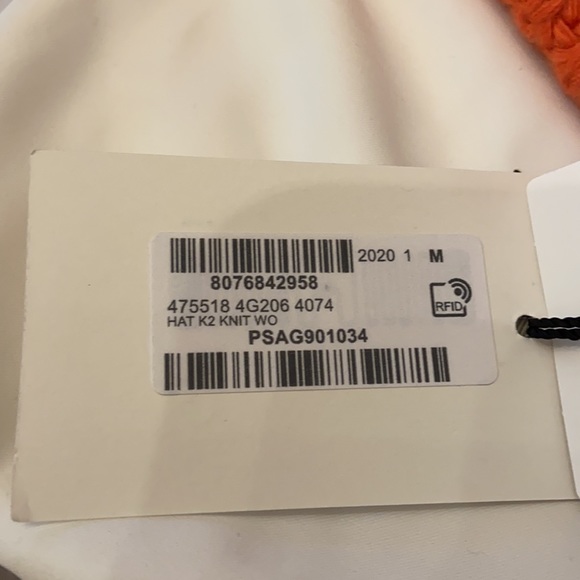 2020 1 M
8076842958
475518 4G206 4074
HAT K2 KNIT WO
RFID
PSAG901034